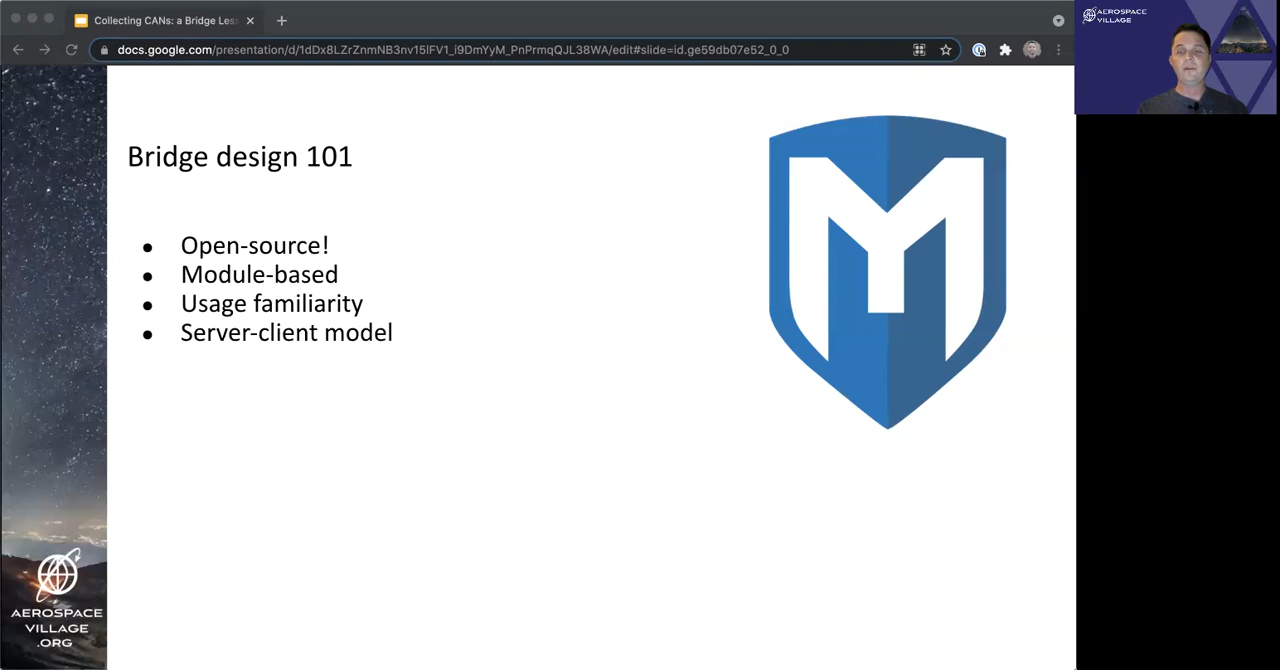 Collecting CANs: a Bridge Less
docs.google.com/presentation/d/1dDx8LZrZnmNB3nv15lFV1_i9DmYyM_PnPrmqQJL38WA/edit#slide=id.ge59db07e52_0_0
AEROSPACE
VILLAGE
Bridge design 101
● Open-source!
● Module-based
● Usage familiarity
● Server-client model
AEROSPACE
VILLAGE
.ORG